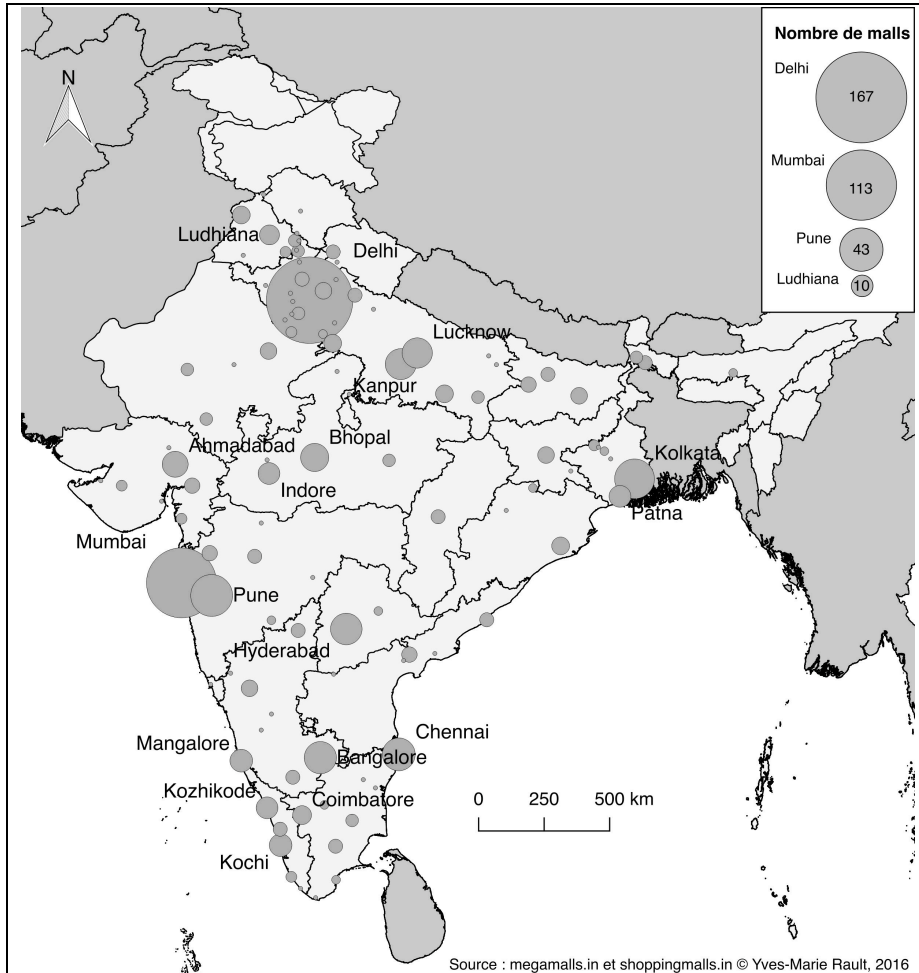 Nombre de malls
Delhi
167
Mumbai
113
Pune
43
Ludhiana
10
N
Ludhiana
Delhi
Lucknow
Kanpur
Ahmadabad
Bhopal
Indore
Kolkata
Patna
Mumbai
Pune
Hyderabad
Chennai
Mangalore
Bangalore
Kozhikode
Coimbatore
Kochi
0 250 500 km
Source : megamalls.in et shoppingmalls.in © Yves-Marie Rault, 2016